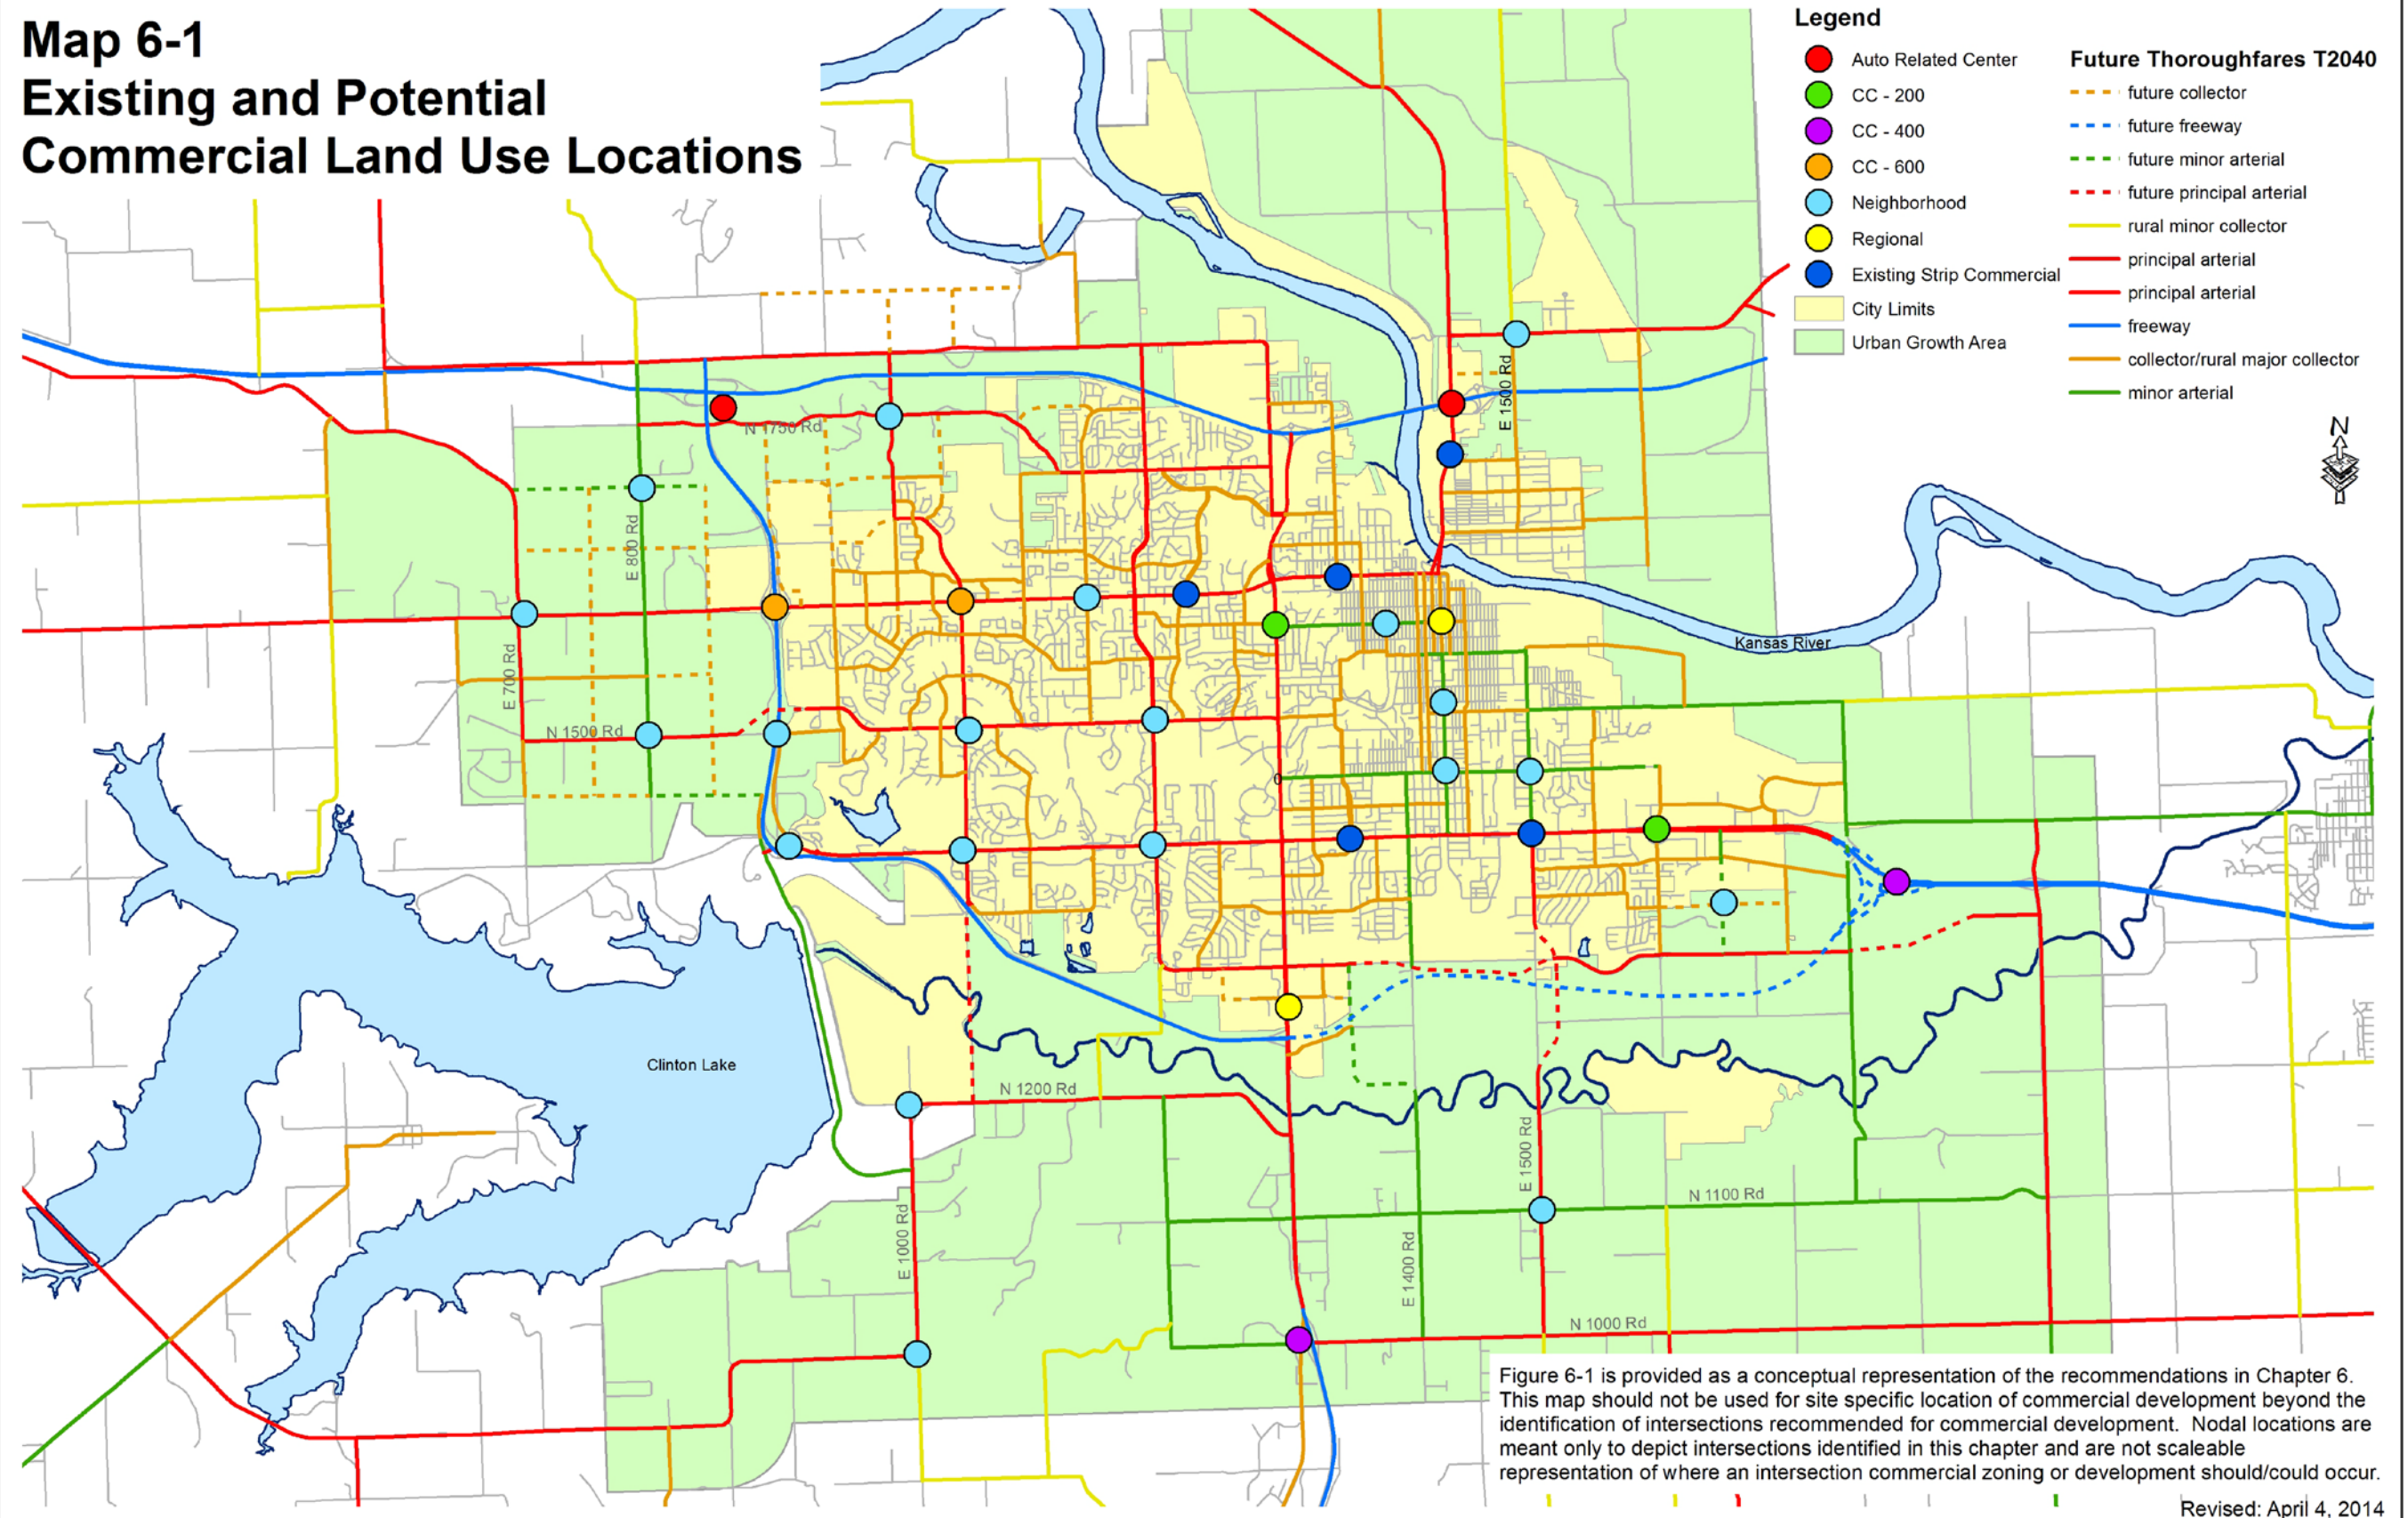 Map 6-1
Existing and Potential
Commercial Land Use Locations
Legend
Auto Related Center
CC - 200
CC - 400
CC - 600
Neighborhood
Regional
Existing Strip Commercial
City Limits
Urban Growth Area
Future Thoroughfares T2040
future collector
future freeway
future minor arterial
future principal arterial
rural minor collector
principal arterial
principal arterial
freeway
collector/rural major collector
minor arterial
N
E 1500 Rd
N 1750 Rd
E 800 Rd
Kansas River
E 700 Rd
N 1500 Rd
0
Clinton Lake
N 1200 Rd
E 1500 Rd
N 1100 Rd
E 1000 Rd
E 1400 Rd
N 1000 Rd
Figure 6-1 is provided as a conceptual representation of the recommendations in Chapter 6.
This map should not be used for site specific location of commercial development beyond the
identification of intersections recommended for commercial development. Nodal locations are
meant only to depict intersections identified in this chapter and are not scaleable
representation of where an intersection commercial zoning or development should/could occur.
Revised: April 4, 2014